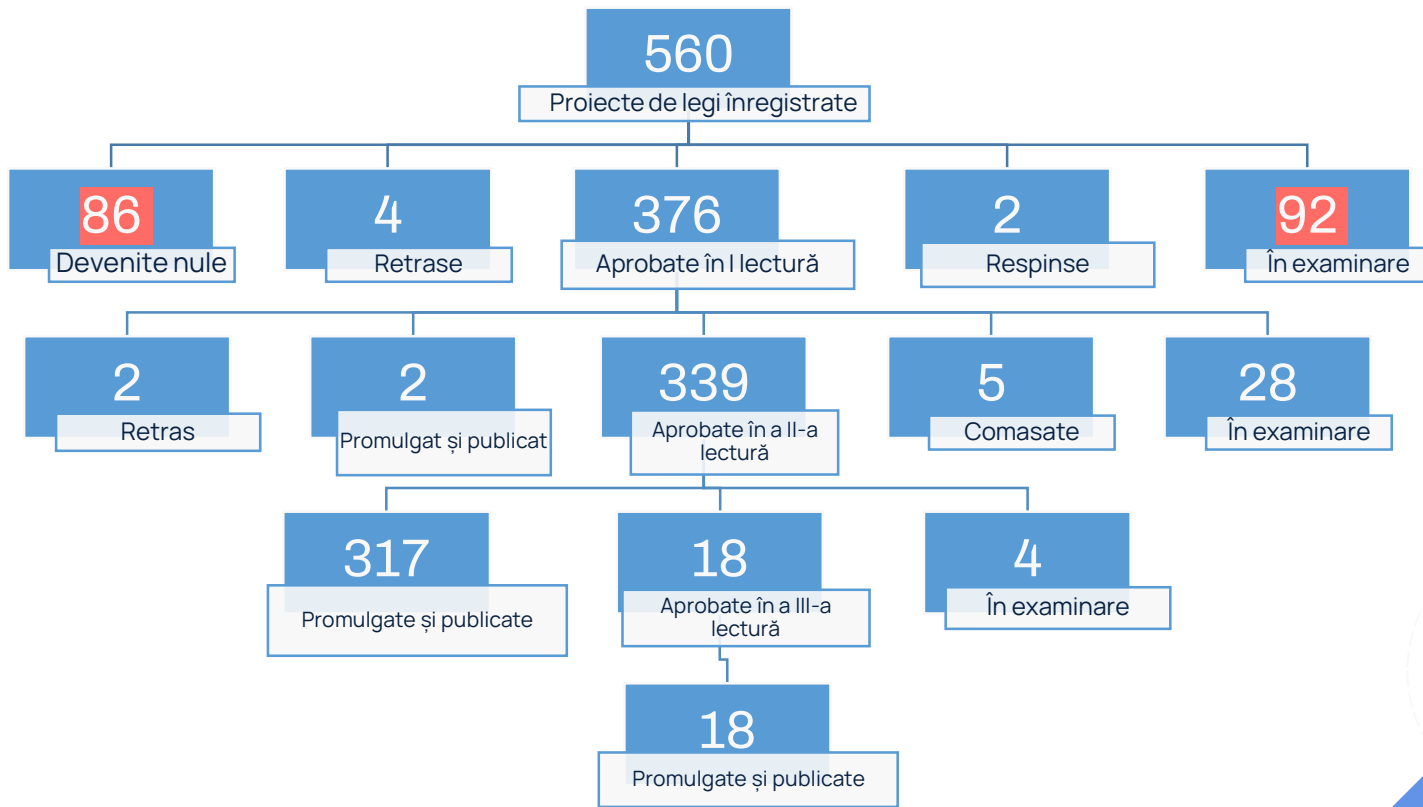 560
Proiecte de legi înregistrate
86
Devenite nule
4
Retrase
376
Aprobate în I lectură
2
Respinse
92
În examinare
2
Retras
2
Promulgat și publicat
339
Aprobate în a II-a
lectură
5
Comasate
28
În examinare
317
Promulgate și publicate
18
Aprobate în a III-a
lectură
4
În examinare
18
Promulgate și publicate